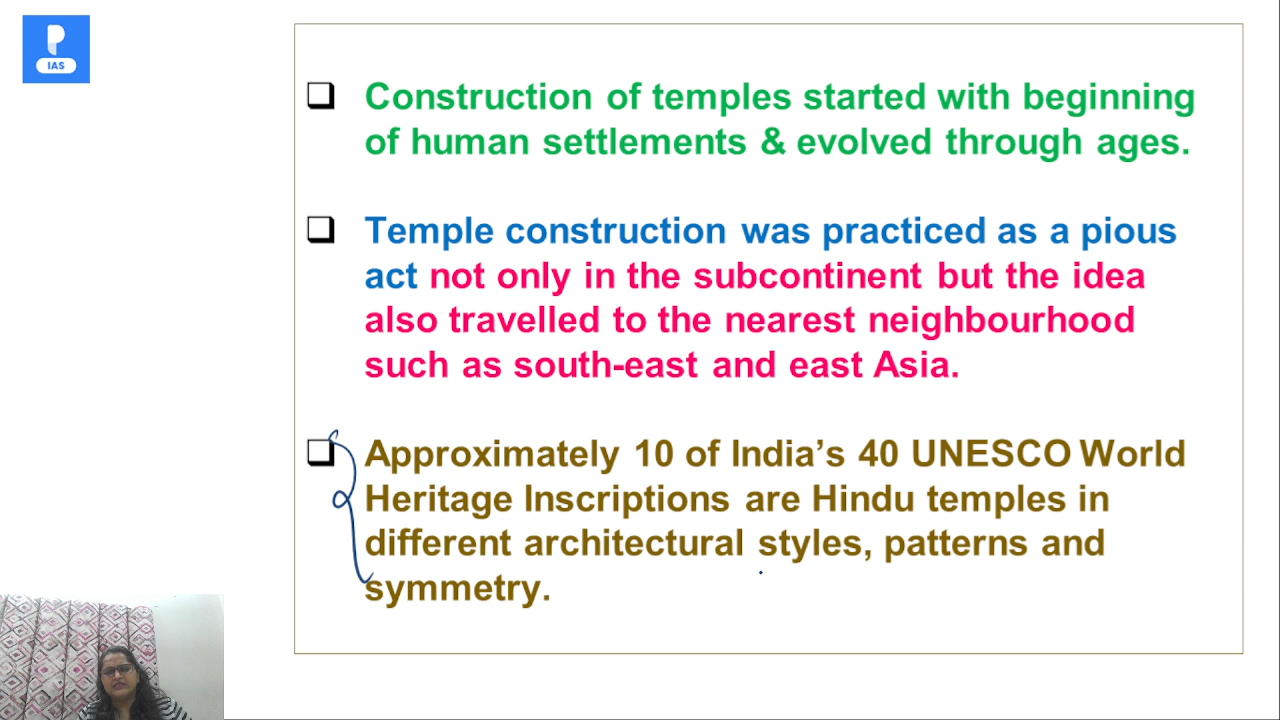 IAS
Construction of temples started with beginning
of human settlements & evolved through ages.
Temple construction was practiced as a pious
act not only in the subcontinent but the idea
also travelled to the nearest neighbourhood
such as south-east and east Asia.
Approximately 10 of India’s 40 UNESCO World
Heritage Inscriptions are Hindu temples in
different architectural styles, patterns and
symmetry.